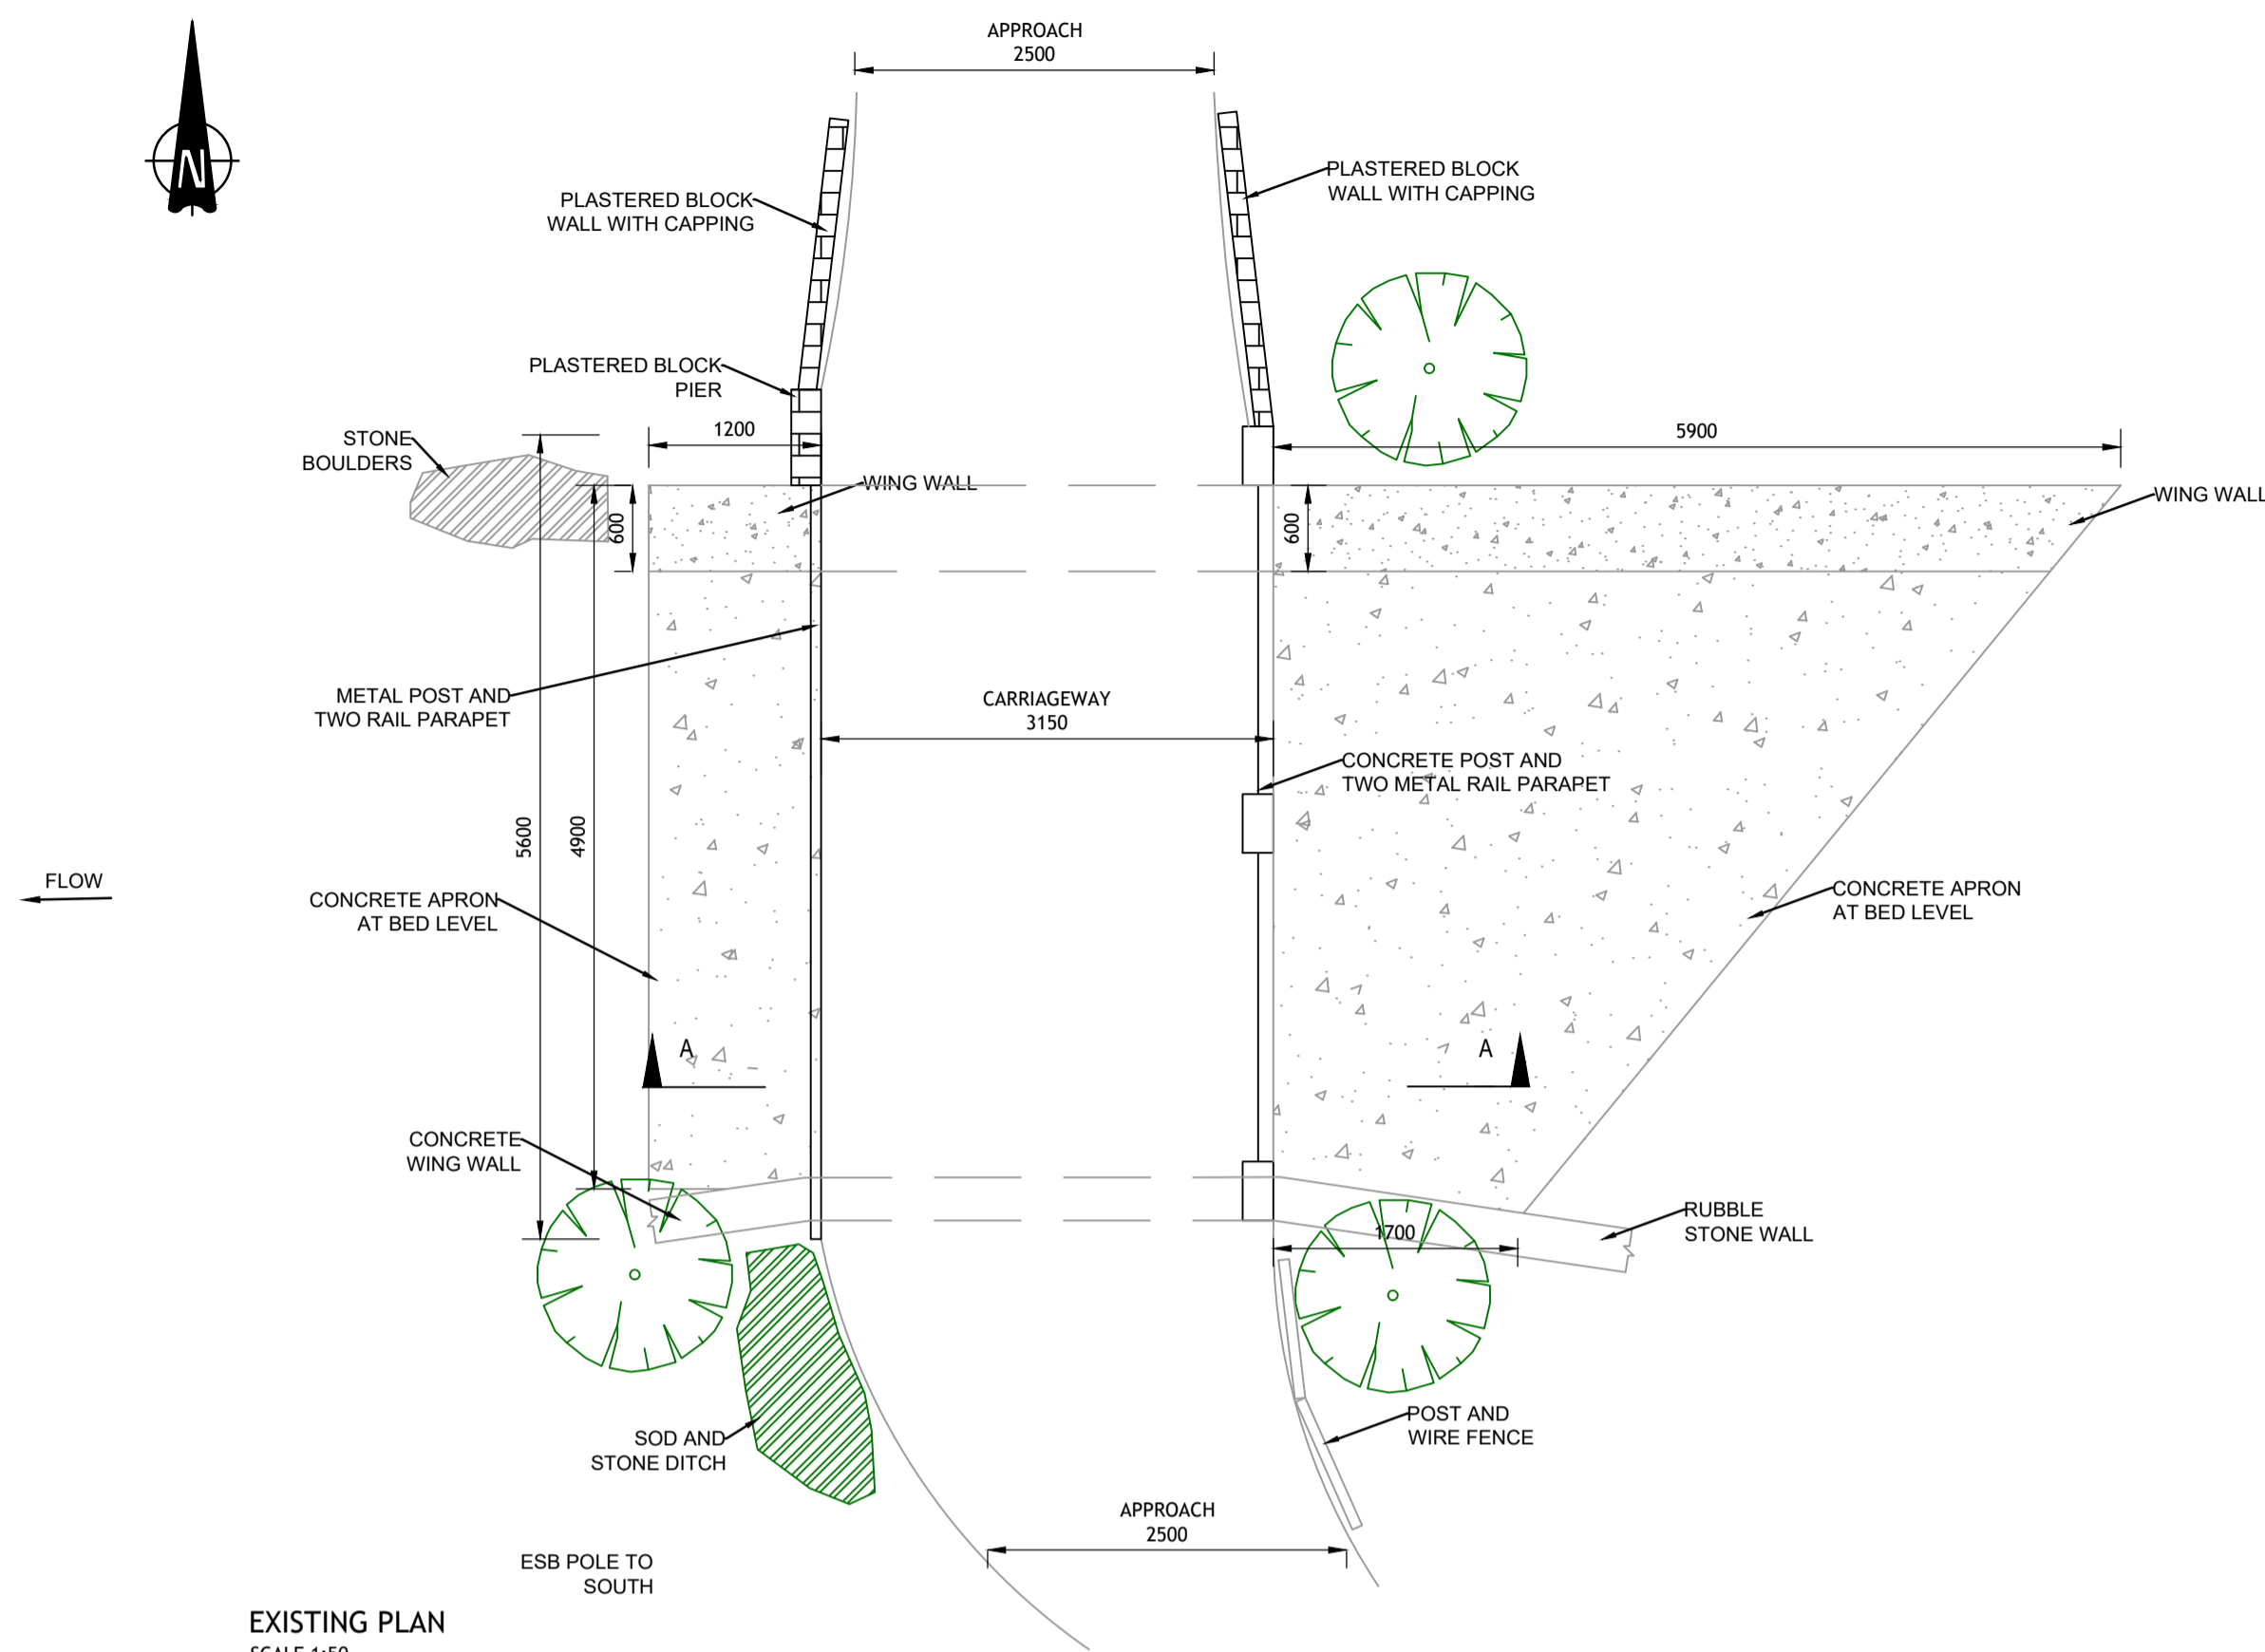 APPROACH
2500
N
PLASTERED BLOCK
WALL WITH CAPPING
PLASTERED BLOCK
WALL WITH CAPPING
PLASTERED BLOCK
PIER
STONE
BOULDERS
1200
5900
WING WALL
WING WALL
600
600
METAL POST AND
TWO RAIL PARAPET
CARRIAGEWAY
3150
CONCRETE POST AND
TWO METAL RAIL PARAPET
5600
4900
FLOW
CONCRETE APRON
AT BED LEVEL
CONCRETE APRON
AT BED LEVEL
A
A
CONCRETE
WING WALL
RUBBLE
STONE WALL
1700
SOD AND
STONE DITCH
POST AND
WIRE FENCE
APPROACH
2500
ESB POLE TO
SOUTH
EXISTING PLAN
SCALE 1:50